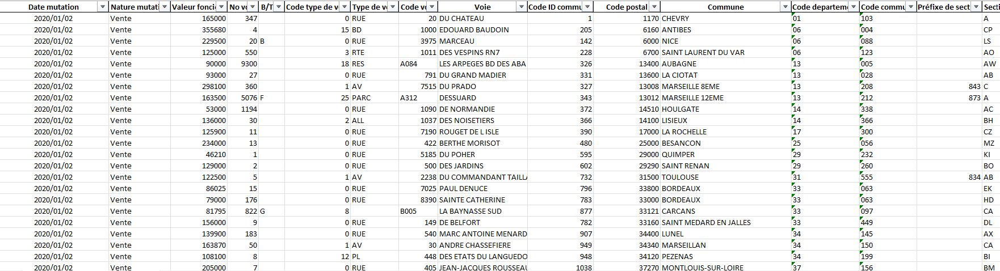 Date mutation Nature mutati Valeur fonci No vo B/T Code type de v Type de v Code vo Voie Code ID commu Code postal Commune Code departeme Code commu Préfixe de sect Secti
2020/01/02 Vente 165000 347 0 RUE 20 DU CHATEAU 1 1170 CHEVRY 01 103 A
2020/01/02 Vente 355680 4 15 BD 1000 EDOUARD BAUDOIN 205 6160 ANTIBES 06 004 CP
2020/01/02 Vente 229500 20 B 0 RUE 3975 MARCEAU 142 6000 NICE 06 088 LS
2020/01/02 Vente 125000 550 3 RTE 1011 DES VESPINS RN7 228 6700 SAINT LAURENT DU VAR 06 123 AO
2020/01/02 Vente 90000 9300 18 RES A084 LES ARPEGES BD DES ABA 326 13400 AUBAGNE 13 005 AW
2020/01/02 Vente 93000 27 0 RUE 791 DU GRAND MADIER 331 13600 LA CIOTAT 13 028 AB
2020/01/02 Vente 298100 360 1 AV 7515 DU PRADO 327 13008 MARSEILLE 8EME 13 208 843 C
2020/01/02 Vente 163500 5076 F 25 PARC A312 DESSUARD 343 13012 MARSEILLE 12EME 13 212 873 A
2020/01/02 Vente 53000 1194 0 RUE 1090 DE NORMANDIE 372 14510 HOULGATE 14 338 AC
2020/01/02 Vente 136000 30 2 ALL 1037 DES NOISETIERS 366 14100 LISIEUX 14 366 BH
2020/01/02 Vente 125900 11 0 RUE 7190 ROUGET DE L ISLE 390 17000 LA ROCHELLE 17 300 CZ
2020/01/02 Vente 234000 13 0 RUE 422 BERTHE MORISOT 480 25000 BESANCON 25 056 MZ
2020/01/02 Vente 46210 1 0 RUE 5185 DU POHER 595 29000 QUIMPER 29 232 KI
2020/01/02 Vente 129000 2 0 RUE 500 DES JARDINS 602 29290 SAINT RENAN 29 260 BO
2020/01/02 Vente 122500 5 1 AV 2238 DU COMMANDANT TAILLA 732 31500 TOULOUSE 31 555 834 AB
2020/01/02 Vente 86025 15 0 RUE 7025 PAUL DENUCE 796 33800 BORDEAUX 33 063 EK
2020/01/02 Vente 79000 176 0 RUE 8390 SAINTE CATHERINE 783 33000 BORDEAUX 33 063 HD
2020/01/02 Vente 81795 822 G 8 B005 LA BAYNASSE SUD 877 33121 CARCANS 33 097 CA
2020/01/02 Vente 156000 9 0 RUE 149 DE BELFORT 782 33160 SAINT MEDARD EN JALLES 33 449 DL
2020/01/02 Vente 139900 183 0 RUE 540 MARC ANTOINE MENARD 907 34400 LUNEL 34 145 AX
2020/01/02 Vente 163870 50 1 AV 30 ANDRE CHASSEFIERE 949 34340 MARSEILLAN 34 150 CA
2020/01/02 Vente 108100 8 12 PL 448 DES ETATS DU LANGUEDO 948 34120 PEZENAS 34 199 BI
2020/01/02 Vente 205000 7 0 RUE 405 JEAN-JACQUES ROUSSEAU 1038 37270 MONTLOUIS-SUR-LOIRE 37 156 BM